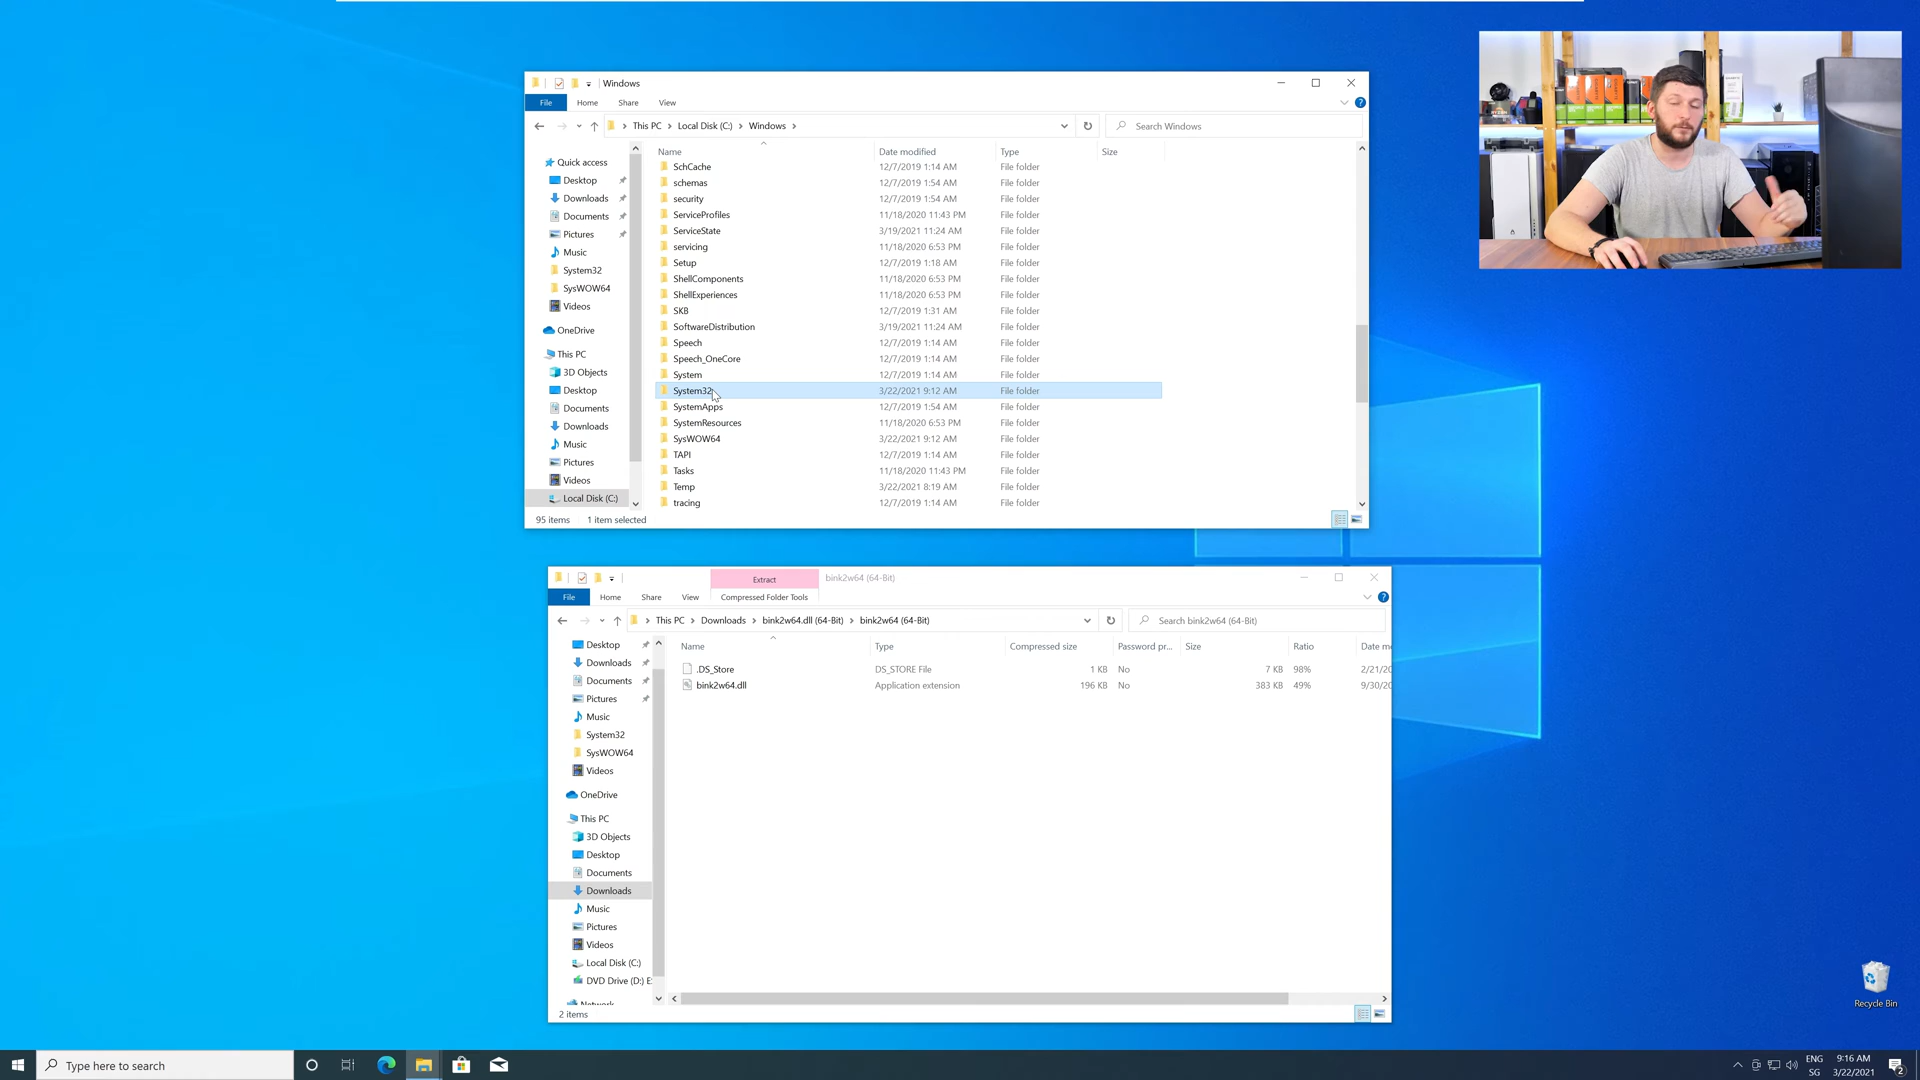 Windows
File Home Share View
This PC Local Disk (C:) Windows
Search Windows
Name Date modified Type Size
Quick access
Desktop
Downloads
Documents
Pictures
Music
System32
SysWOW64
Videos
OneDrive
This PC
3D Objects
Desktop
Documents
Downloads
Music
Pictures
Videos
Local Disk (C:)
SchCache 12/7/2019 1:14 AM File folder
schemas 12/7/2019 1:54 AM File folder
security 12/7/2019 1:54 AM File folder
ServiceProfiles 11/18/2020 11:43 PM File folder
ServiceState 3/19/2021 11:24 AM File folder
servicing 11/18/2020 6:53 PM File folder
Setup 12/7/2019 1:18 AM File folder
ShellComponents 11/18/2020 6:53 PM File folder
ShellExperiences 11/18/2020 6:53 PM File folder
SKB 12/7/2019 1:31 AM File folder
SoftwareDistribution 3/19/2021 11:24 AM File folder
Speech 12/7/2019 1:14 AM File folder
Speech_OneCore 12/7/2019 1:14 AM File folder
System 12/7/2019 1:14 AM File folder
System32 3/22/2021 9:12 AM File folder
SystemApps 12/7/2019 1:54 AM File folder
SystemResources 11/18/2020 6:53 PM File folder
SysWOW64 3/22/2021 9:12 AM File folder
TAPI 12/7/2019 1:14 AM File folder
Tasks 11/18/2020 11:43 PM File folder
Temp 3/22/2021 8:19 AM File folder
tracing 12/7/2019 1:14 AM File folder
95 items 1 item selected
Extract bink2w64 (64-Bit)
File Home Share View Compressed Folder Tools
This PC Downloads bink2w64.dll (64-Bit) bink2w64 (64-Bit)
Search bink2w64 (64-Bit)
Name Type Compressed size Password pr... Size Ratio Date m
Desktop
Downloads
Documents
Pictures
Music
System32
SysWOW64
Videos
OneDrive
This PC
3D Objects
Desktop
Documents
Downloads
Music
Pictures
Videos
Local Disk (C:)
DVD Drive (D:) E
Network
.DS_Store DS_STORE File 1 KB No 7 KB 98% 2/21/20
bink2w64.dll Application extension 196 KB No 383 KB 49% 9/30/20
2 items
Recycle Bin
Type here to search
ENG
SG
9:16 AM
3/22/2021
2